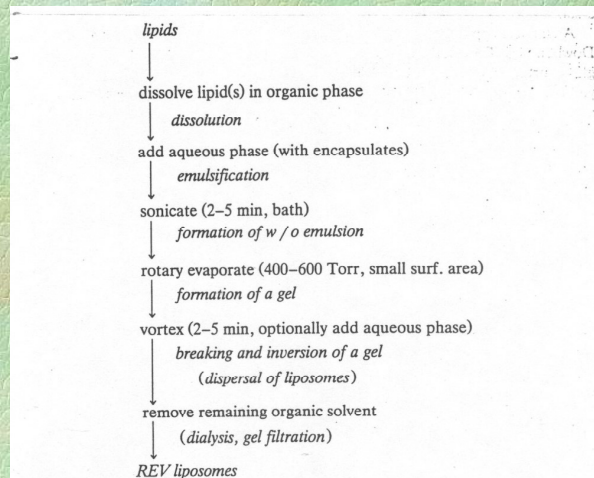 lipids
dissolve lipid(s) in organic phase
dissolution
add aqueous phase (with encapsulates)
emulsification
sonicate (2–5 min, bath)
formation of w / o emulsion
rotary evaporate (400–600 Torr, small surf. area)
formation of a gel
vortex (2–5 min, optionally add aqueous phase)
breaking and inversion of a gel
(dispersal of liposomes)
remove remaining organic solvent
(dialysis, gel filtration)
REV liposomes